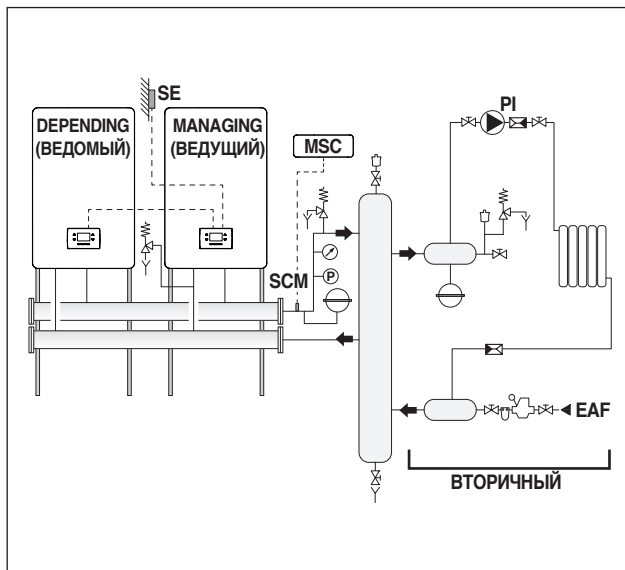 SE
DEPENDING
(ВЕДОМЫЙ)
MANAGING
(ВЕДУЩИЙ)
MSC
PI
SCM
P
EAF
ВТОРИЧНЫЙ